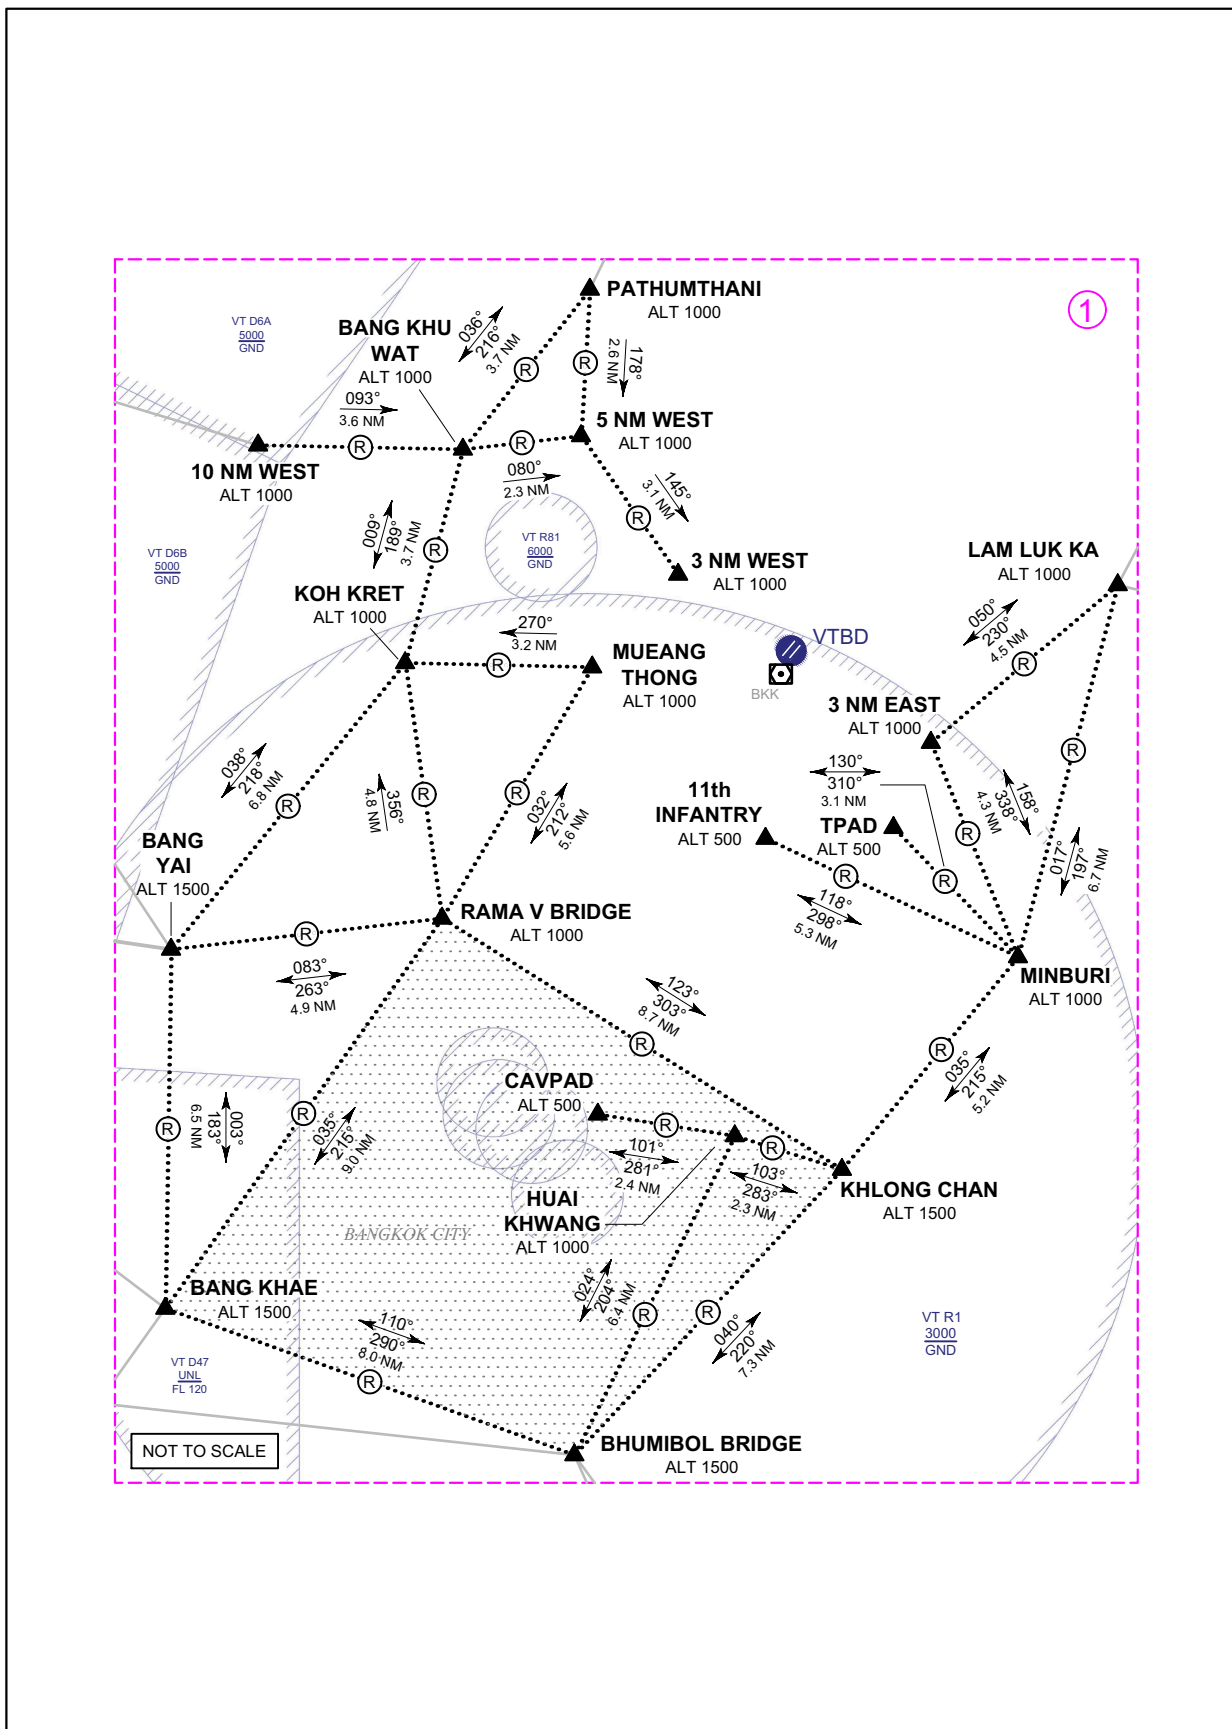 1
PATHUMTHANI
ALT 1000
VT D6A
5000
GND
BANG KHU
WAT
ALT 1000
036°
216°
3.7 NM
178°
2.6 NM
R
R
093°
3.6 NM
5 NM WEST
ALT 1000
R
R
10 NM WEST
ALT 1000
080°
2.3 NM
145°
3.1 NM
R
009°
189°
3.7 NM
R
VT R81
6000
GND
VT D6B
5000
GND
3 NM WEST
ALT 1000
LAM LUK KA
ALT 1000
KOH KRET
ALT 1000
270°
3.2 NM
R
MUEANG
THONG
ALT 1000
VTBD
BKK
050°
230°
4.5 NM
R
3 NM EAST
ALT 1000
038°
218°
6.8 NM
R
356°
4.8 NM
R
R
032°
212°
5.6 NM
130°
310°
3.1 NM
R
11th
INFANTRY
ALT 500
TPAD
ALT 500
158°
338°
4.3 NM
R
017°
197°
6.7 NM
BANG
YAI
ALT 1500
R
R
118°
298°
5.3 NM
RAMA V BRIDGE
ALT 1000
R
083°
263°
4.9 NM
MINBURI
ALT 1000
123°
303°
8.7 NM
R
R
035°
215°
5.2 NM
CAVPAD
ALT 500
R
003°
183°
6.5 NM
R
035°
215°
9.0 NM
R
101°
281°
2.4 NM
R
103°
283°
2.3 NM
KHLONG CHAN
ALT 1500
HUAI
KHWANG
ALT 1000
BANGKOK CITY
BANG KHAE
ALT 1500
024°
204°
6.4 NM
R
R
040°
220°
7.3 NM
VT R1
3000
GND
110°
290°
8.0 NM
R
VT D47
UNL
FL 120
BHUMIBOL BRIDGE
ALT 1500
NOT TO SCALE